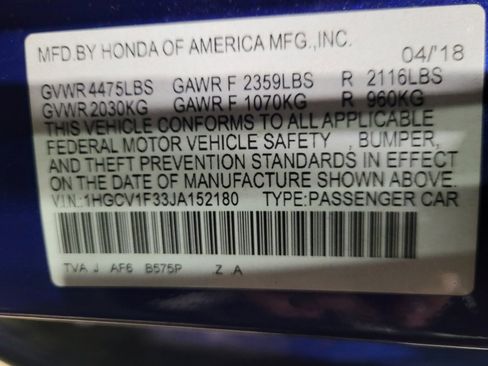 MFD.BY HONDA OF AMERICA MFG.,INC.
04/'18
GVWR 4475LBS GAWR F 2359LBS R 2116LBS
GVWR 2030KG GAWR F 1070KG R 960KG
THIS VEHICLE CONFORMS TO ALL APPLICABLE
FEDERAL MOTOR VEHICLE SAFETY , BUMPER,
AND THEFT PREVENTION STANDARDS IN EFFECT
ON THE DATE OF MANUFACTURE SHOWN ABOVE.
V.I.N.:1HGCV1F33JA152180 TYPE:PASSENGER CAR
TVA J AF6 B575P Z A